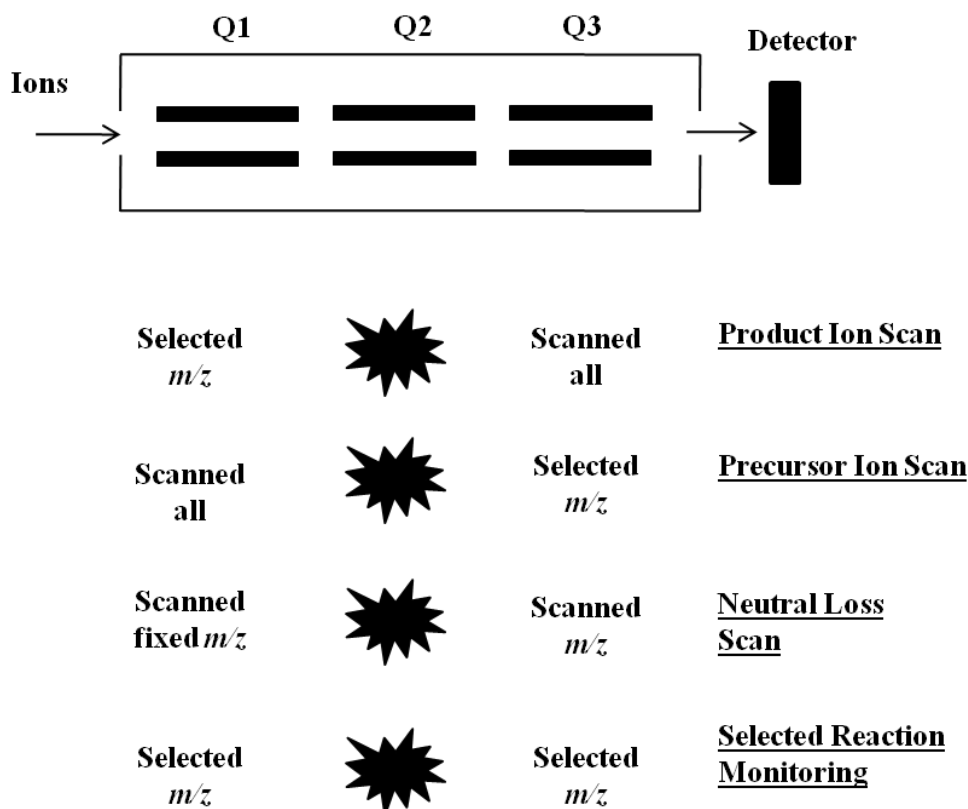 Q1 Q2 Q3
Detector
Ions
Selected
m/z
Scanned
all
Product Ion Scan
Scanned
all
Selected
m/z
Precursor Ion Scan
Scanned
fixed m/z
Scanned
m/z
Neutral Loss
Scan
Selected
m/z
Selected
m/z
Selected Reaction
Monitoring